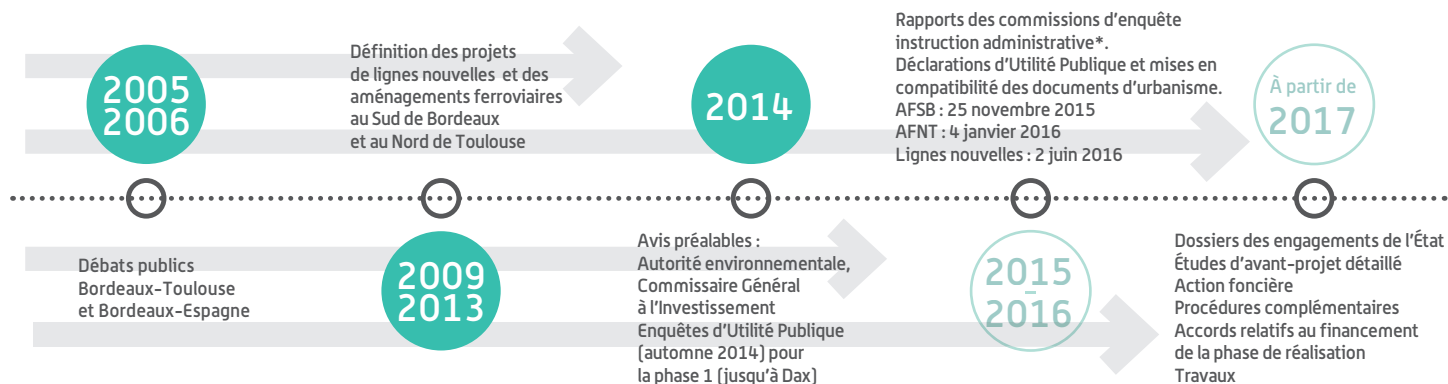 2005
2006
Débats publics
Bordeaux-Toulouse
et Bordeaux-Espagne
Définition des projets
de lignes nouvelles et des
aménagements ferroviaires
au Sud de Bordeaux
et au Nord de Toulouse
2009
2013
2014
Avis préalables :
Autorité environnementale,
Commissaire Général
à l'Investissement
Enquêtes d'Utilité Publique
(automne 2014) pour
la phase 1 (jusqu'à Dax)
Rapports des commissions d'enquête
instruction administrative*.
Déclarations d'Utilité Publique et mises en
compatibilité des documents d'urbanisme.
AFSB : 25 novembre 2015
AFNT : 4 janvier 2016
Lignes nouvelles : 2 juin 2016
2015
–
2016
À partir de
2017
Dossiers des engagements de l'État
Études d'avant-projet détaillé
Action foncière
Procédures complémentaires
Accords relatifs au financement
de la phase de réalisation
Travaux